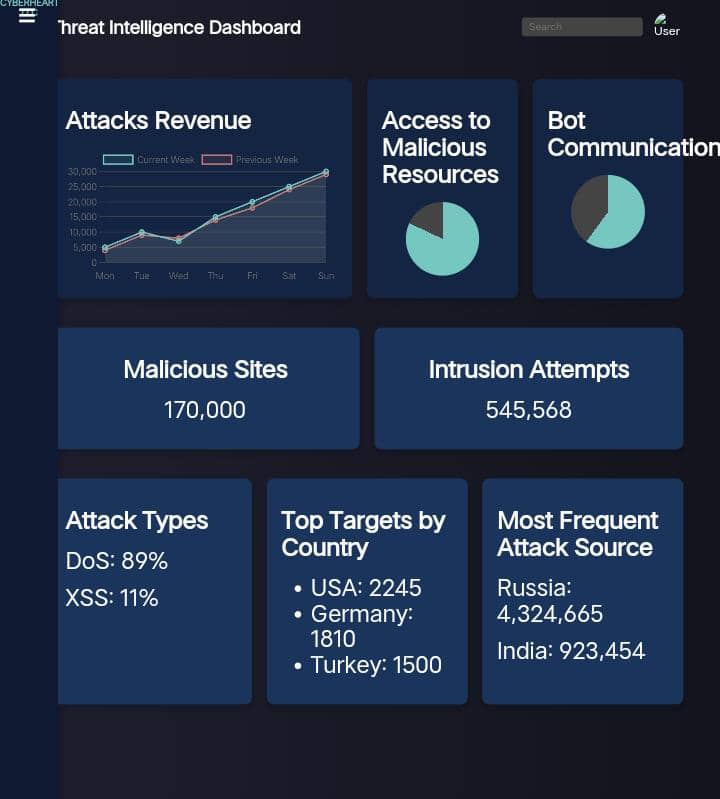 CYBERHEART
Threat Intelligence Dashboard
Search
User
Attacks Revenue
Current Week
Previous Week
30,000
25,000
20,000
15,000
10,000
5,000
0
Mon Tue Wed Thu Fri Sat Sun
Access to
Malicious
Resources
Bot
Communication
Malicious Sites
170,000
Intrusion Attempts
545,568
Attack Types
DoS: 89%
XSS: 11%
Top Targets by
Country
• USA: 2245
• Germany:
1810
• Turkey: 1500
Most Frequent
Attack Source
Russia:
4,324,665
India: 923,454